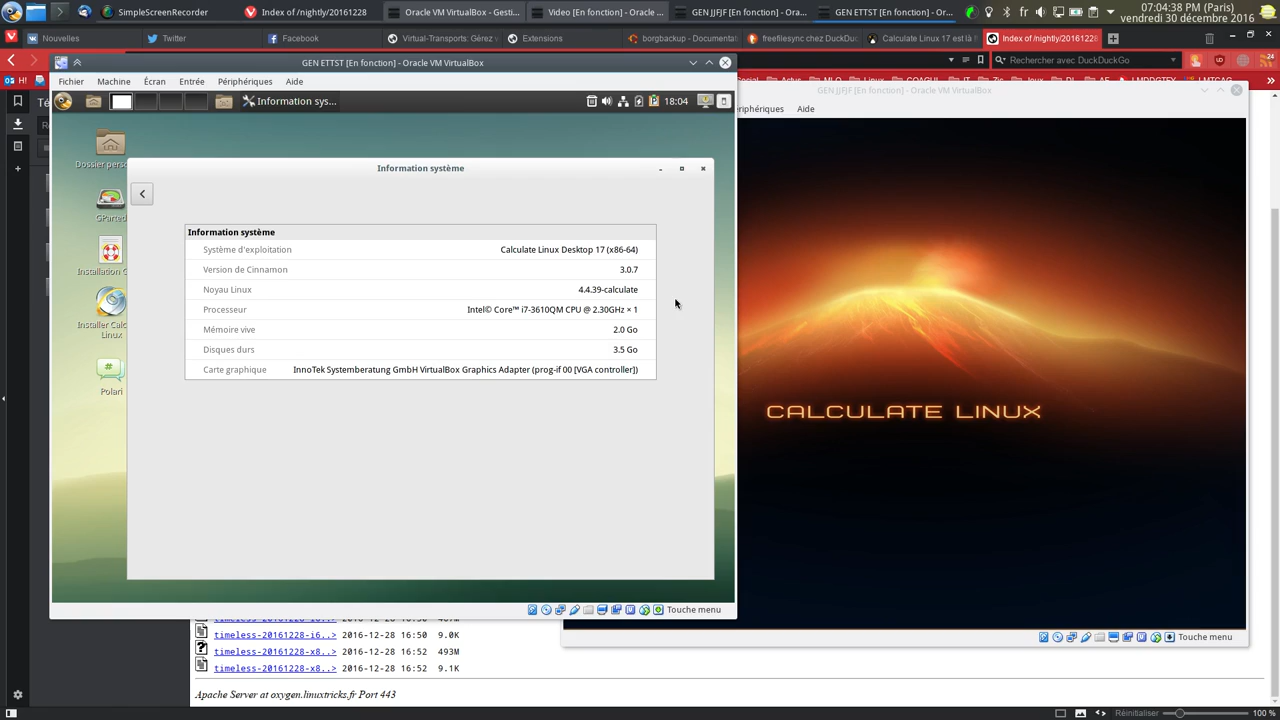 SimpleScreenRecorder
Index of /nightly/20161228
Oracle VM VirtualBox - Gesti...
Video [En fonction] - Oracle ...
GEN JJFJF [En fonction] - Ora...
GEN ETTST [En fonction] - Or...
fr
07:04:38 PM (Paris)
vendredi 30 décembre 2016
Nouvelles
Twitter
Facebook
Virtual-Transports: Gérez v
Extensions
borgbackup - Documentati
freefilesync chez DuckDuc
Calculate Linux 17 est là !
Index of /nightly/20161228
Rechercher avec DuckDuckGo
H!
GEN ETTST [En fonction] - Oracle VM VirtualBox
Fichier
Machine
Écran
Entrée
Périphériques
Aide
GEN JJFJF [En fonction] - Oracle VM VirtualBox
ériphériques
Aide
Information sys...
18:04
Dossier perso
GParted
Installation C
Installer Calc
Linux
Polari
Information système
Information système
Système d'exploitation
Calculate Linux Desktop 17 (x86-64)
Version de Cinnamon
3.0.7
Noyau Linux
4.4.39-calculate
Processeur
Intel© Core™ i7-3610QM CPU @ 2.30GHz × 1
Mémoire vive
2.0 Go
Disques durs
3.5 Go
Carte graphique
InnoTek Systemberatung GmbH VirtualBox Graphics Adapter (prog-if 00 [VGA controller])
CALCULATE LINUX
Touche menu
Touche menu
timeless-20161228-i6..> 2016-12-28 16:50 9.0K
timeless-20161228-x8..> 2016-12-28 16:52 493M
timeless-20161228-x8..> 2016-12-28 16:52 9.1K
Apache Server at oxygen.linuxtricks.fr Port 443
Réinitialiser
100 %